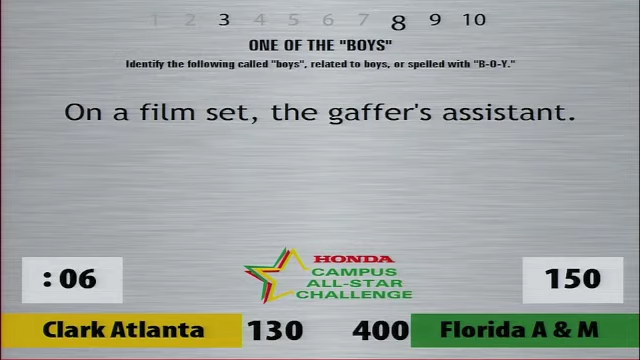 1 2 3 4 5 6 7 8 9 10
ONE OF THE "BOYS"
Identify the following called "boys", related to boys, or spelled with "B-O-Y."
On a film set, the gaffer's assistant.
:06
HONDA
CAMPUS
ALL-STAR
CHALLENGE
150
Clark Atlanta 130 400 Florida A & M